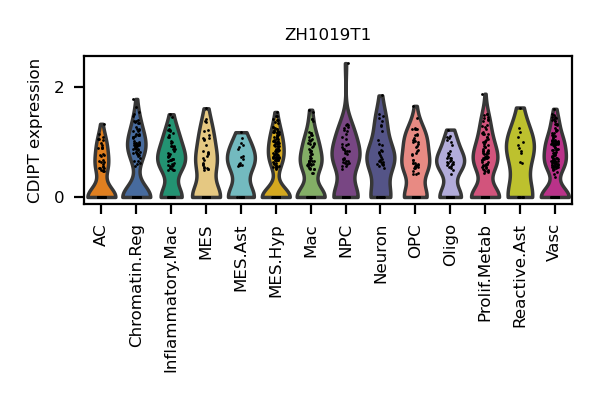 ZH1019T1
CDIPT expression
2
0
AC
Chromatin.Reg
Inflammatory.Mac
MES
MES.Ast
MES.Hyp
Mac
NPC
Neuron
OPC
Oligo
Prolif.Metab
Reactive.Ast
Vasc